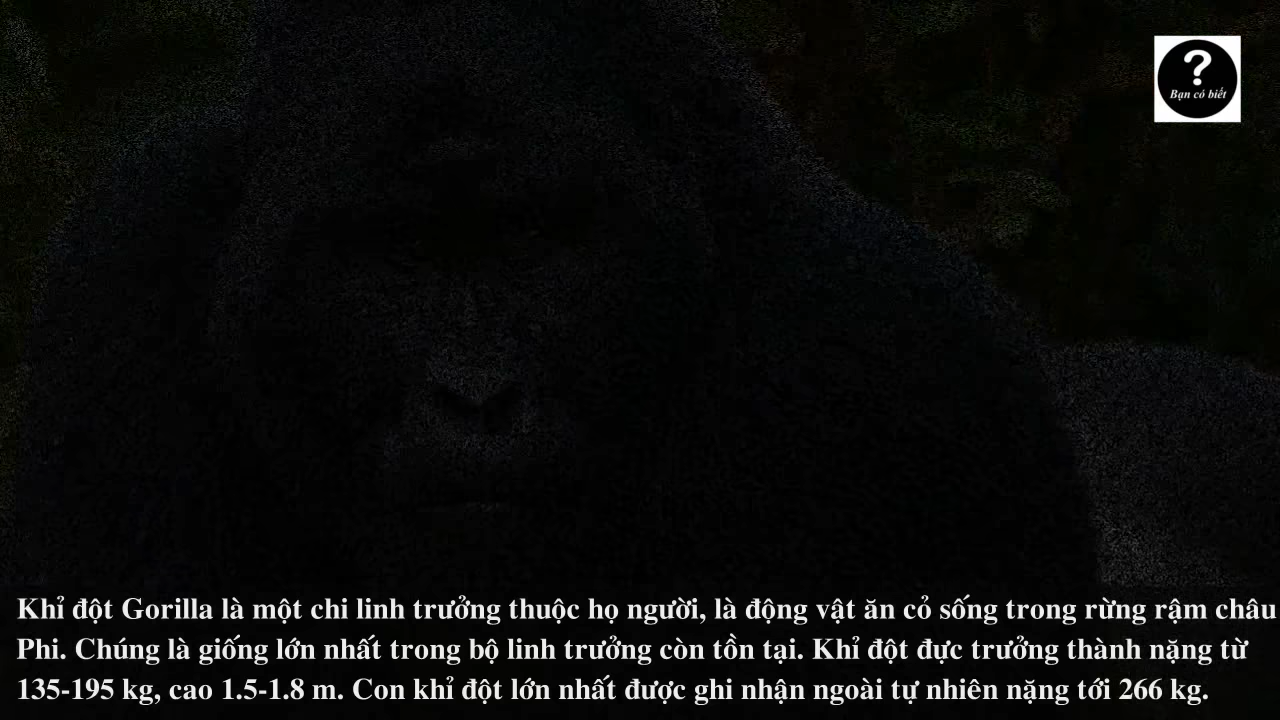 ?
Bạn có biết
Khỉ đột Gorilla là một chi linh trưởng thuộc họ người, là động vật ăn cỏ sống trong rừng rậm châu
Phi. Chúng là giống lớn nhất trong bộ linh trưởng còn tồn tại. Khỉ đột đực trưởng thành nặng từ
135-195 kg, cao 1.5-1.8 m. Con khỉ đột lớn nhất được ghi nhận ngoài tự nhiên nặng tới 266 kg.